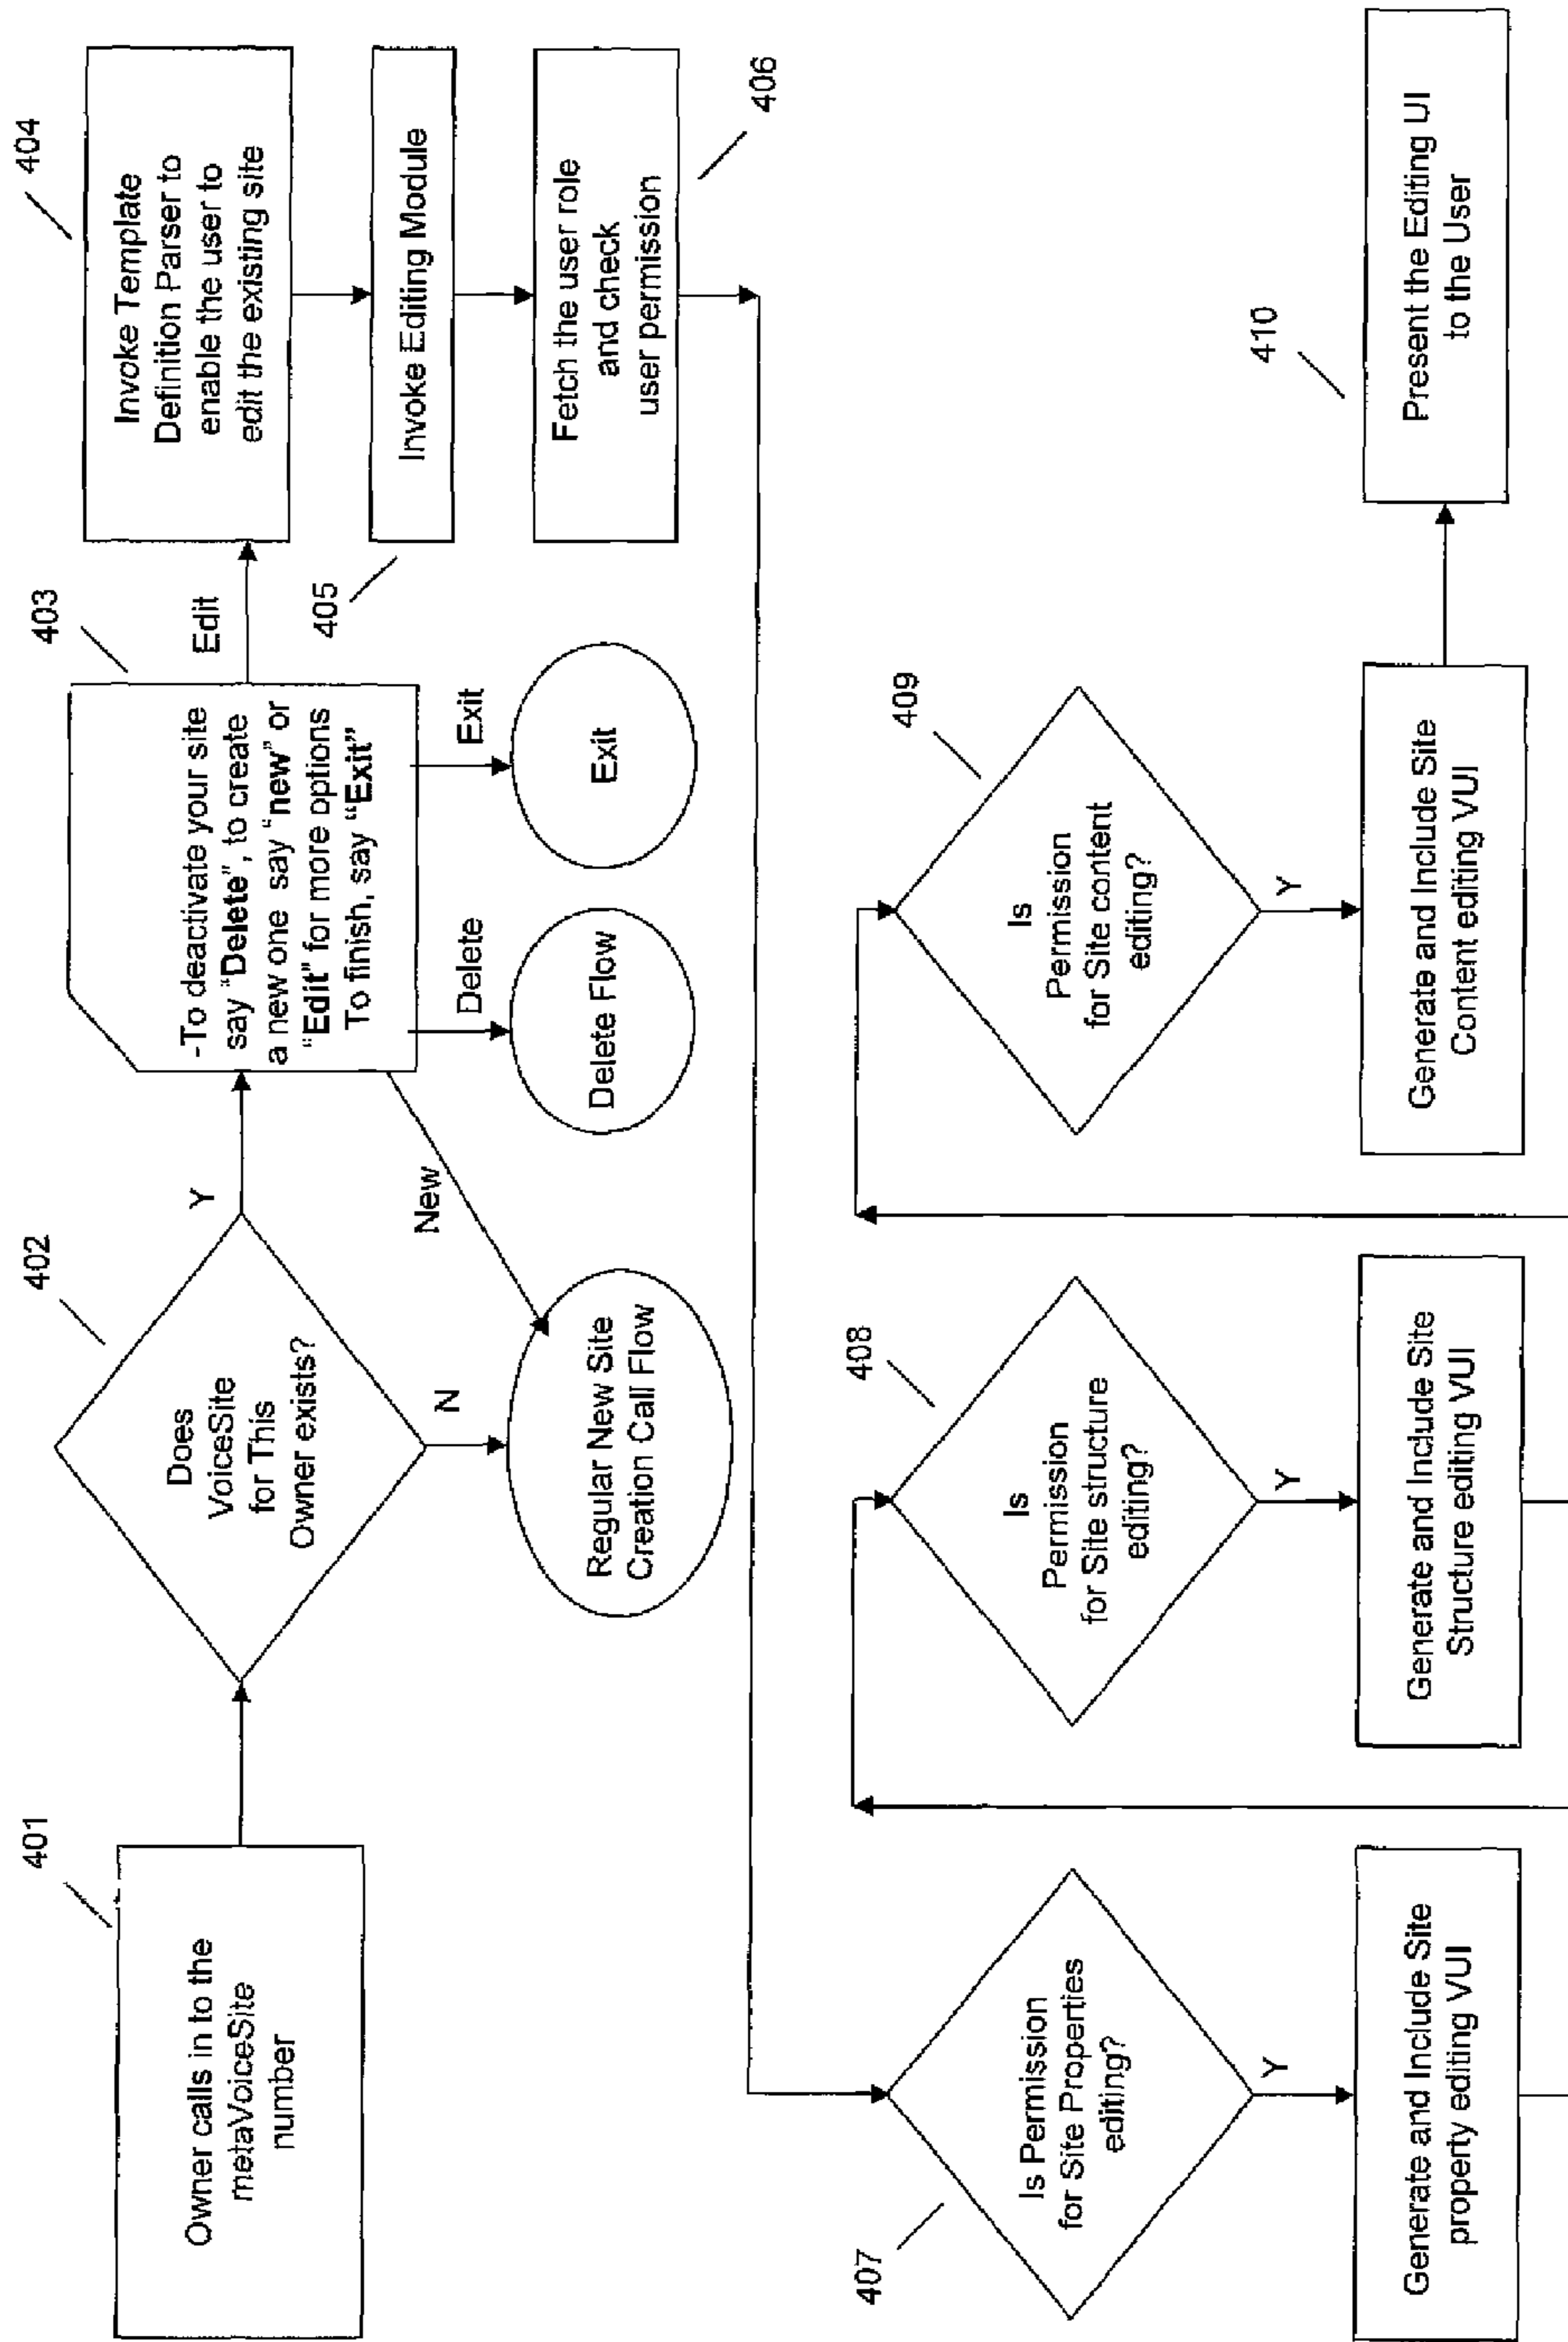 401
Owner calls in to the
metaVoiceSite
number
402
Does
VoiceSite
for This
Owner exists?
Y
N
Regular New Site
Creation Call Flow
403
-To deactivate your site
say "Delete", to create
a new one say "new" or
"Edit" for more options
To finish, say "Exit"
New
Delete
Delete Flow
Exit
Exit
Edit
404
Invoke Template
Definition Parser to
enable the user to
edit the existing site
405
Invoke Editing Module
406
Fetch the user role
and check
user permission
407
Is Permission
for Site Properties
editing?
Y
Generate and Include Site
property editing VUI
408
Is
Permission
for Site structure
editing?
Y
Generate and Include Site
Structure editing VUI
409
Is
Permission
for Site content
editing?
Y
Generate and Include Site
Content editing VUI
410
Present the Editing UI
to the User